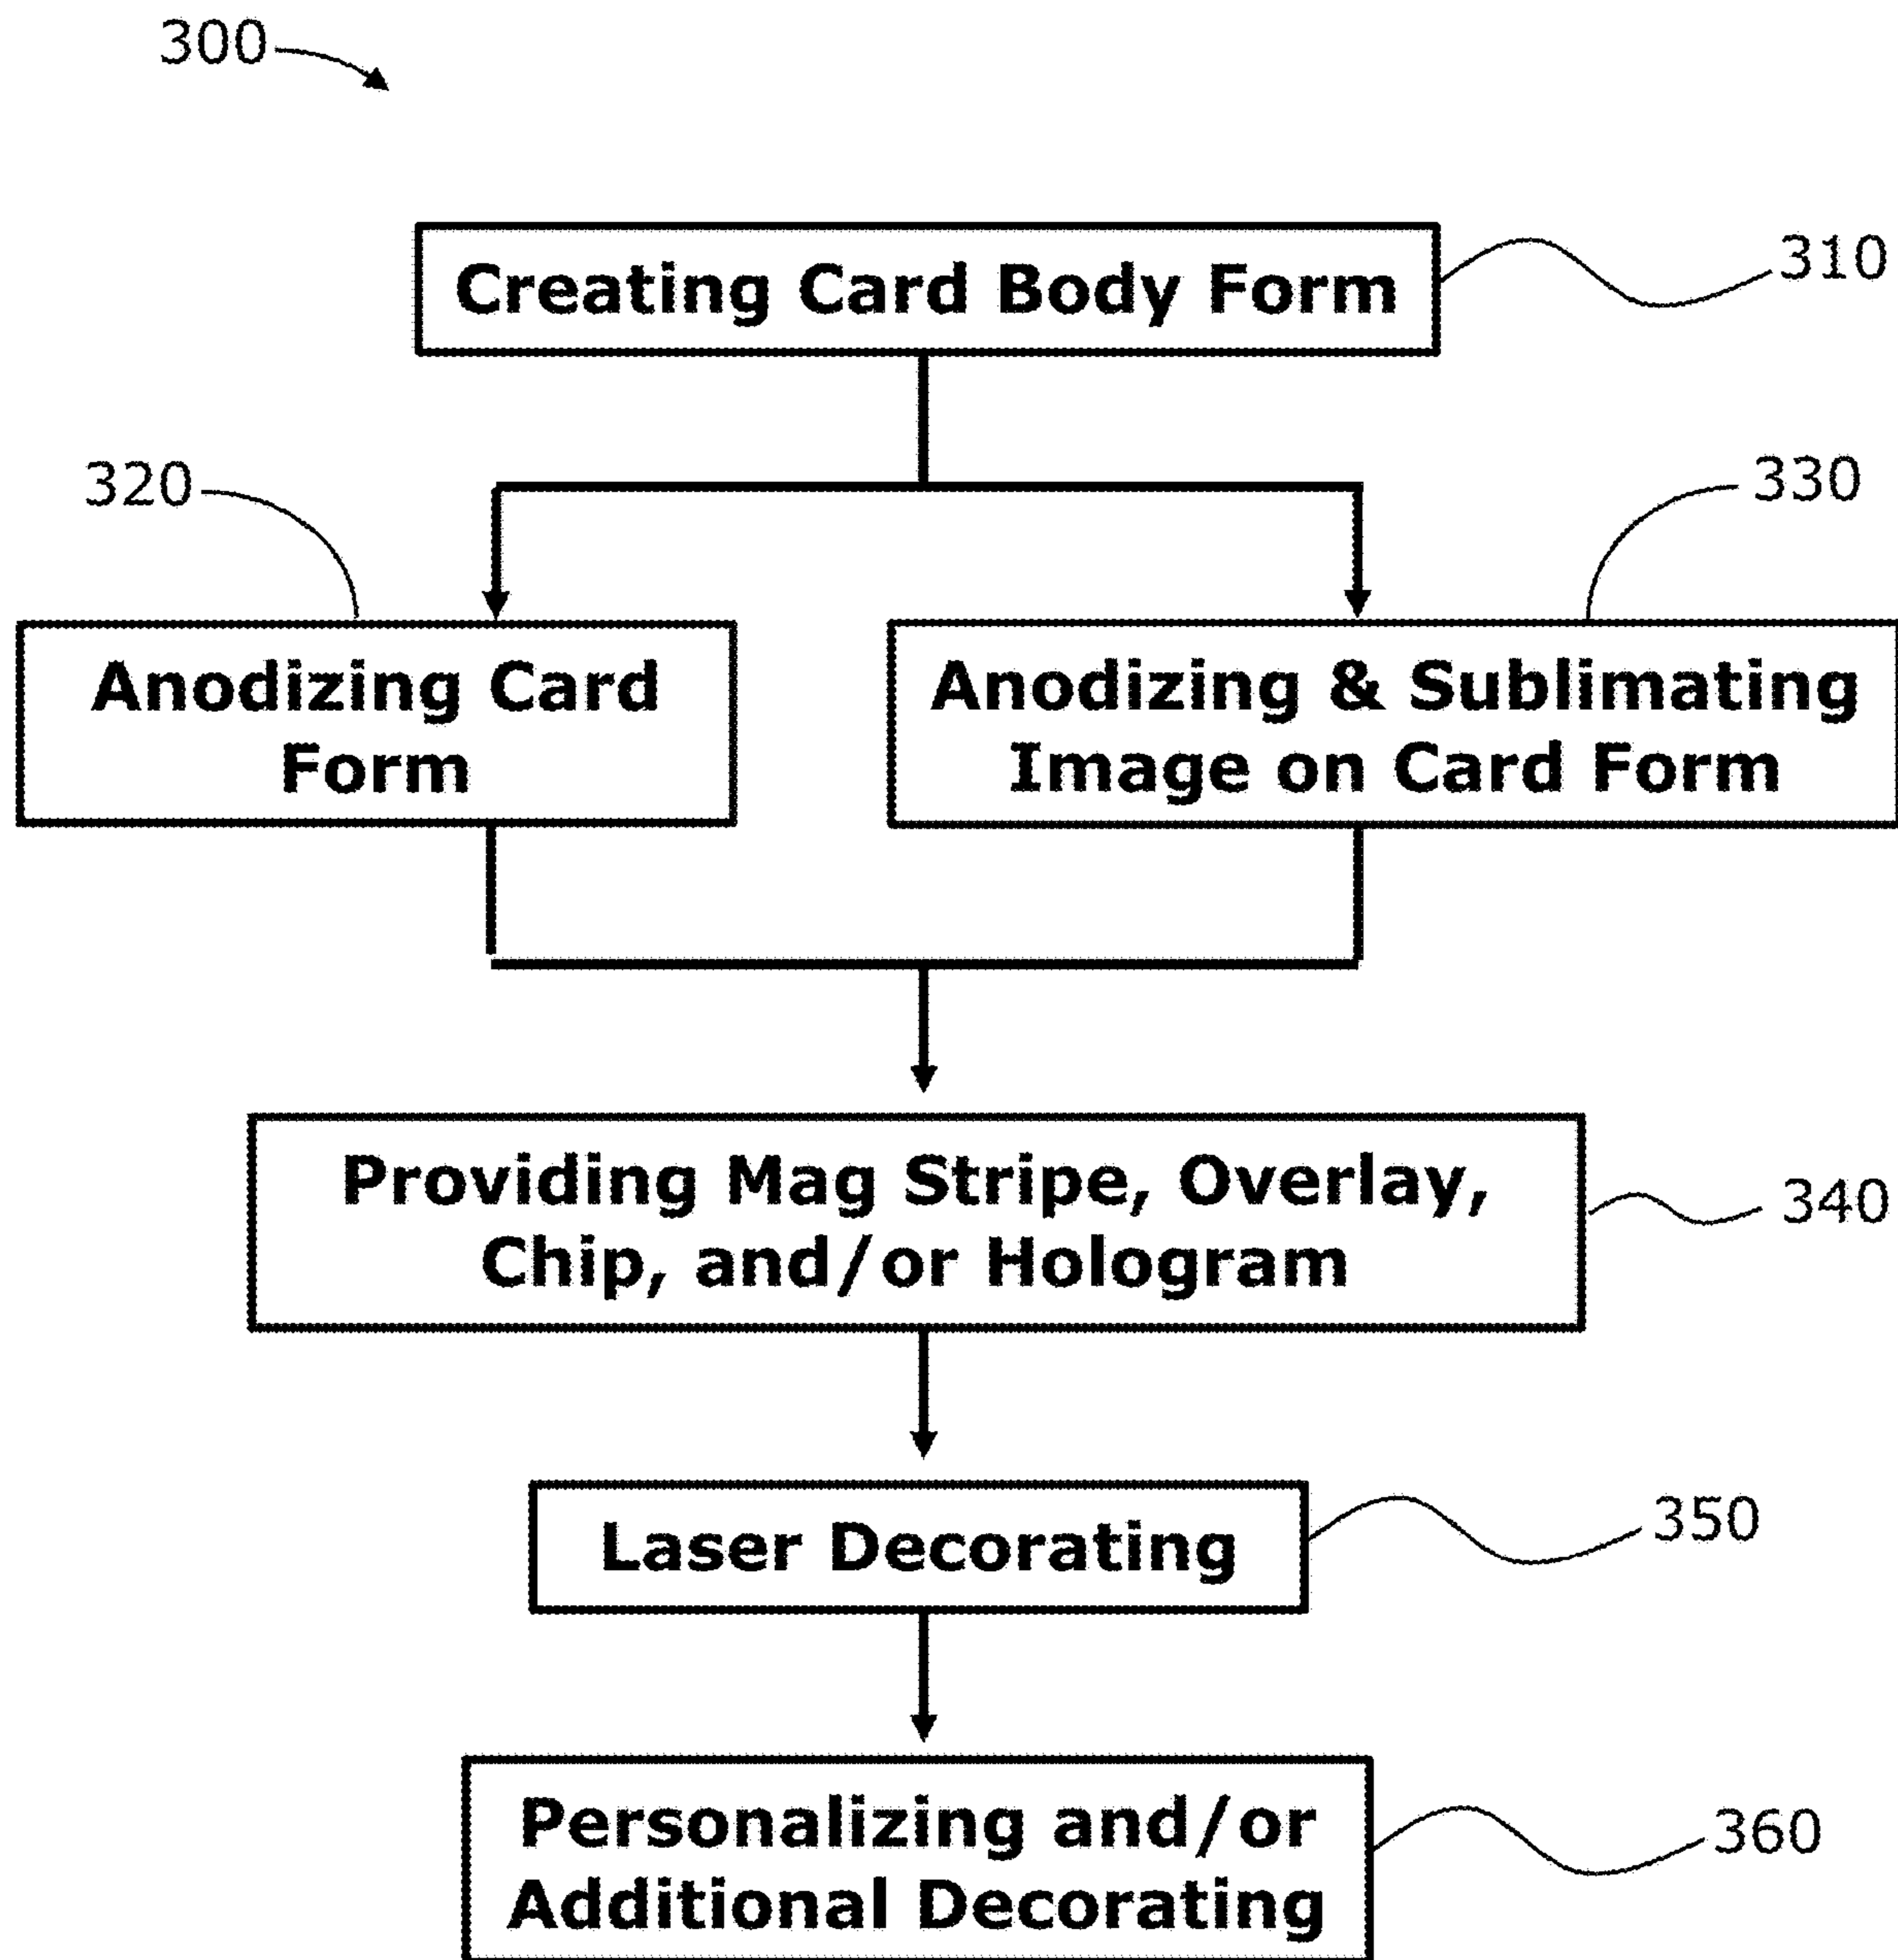 300
Creating Card Body Form
310
320
330
Anodizing Card
Form
Anodizing & Sublimating
Image on Card Form
Providing Mag Stripe, Overlay,
Chip, and/or Hologram
340
Laser Decorating
350
Personalizing and/or
Additional Decorating
360